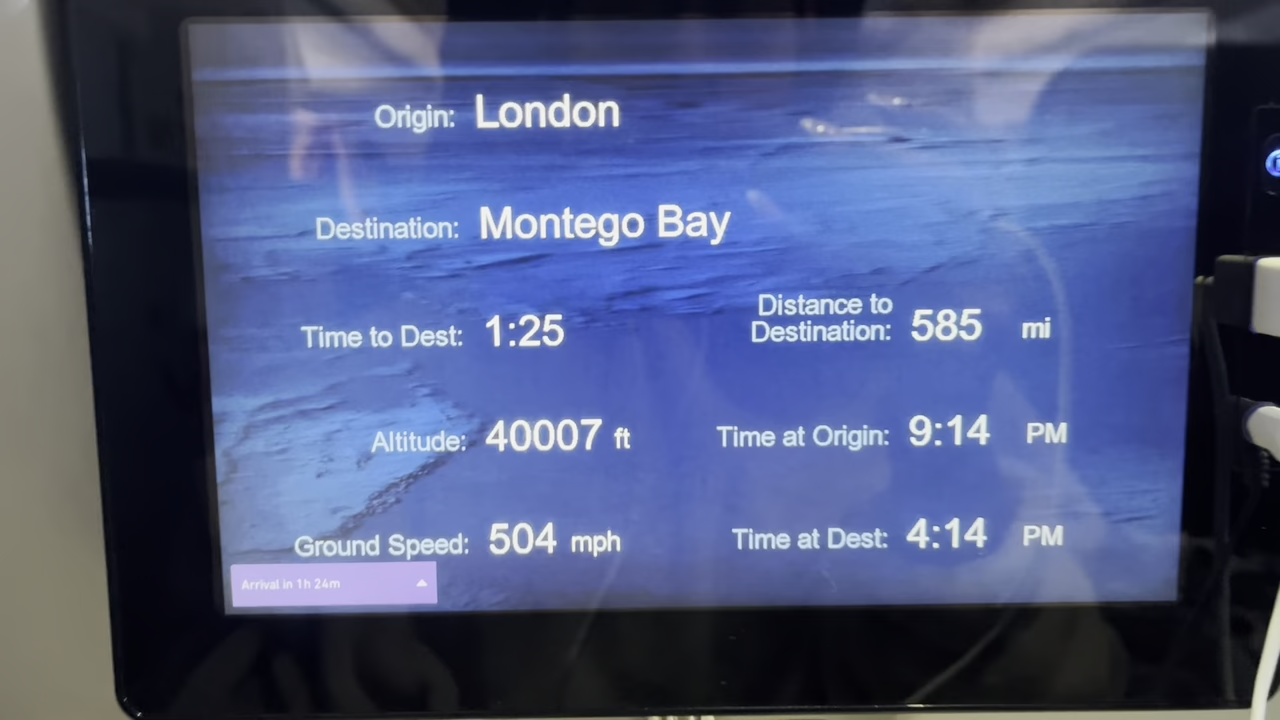 Origin: London
Destination: Montego Bay
Time to Dest: 1:25
Distance to
Destination: 585 mi
Altitude: 40007 ft
Time at Origin: 9:14 PM
Ground Speed: 504 mph
Time at Dest: 4:14 PM
Arrival in 1h 24m